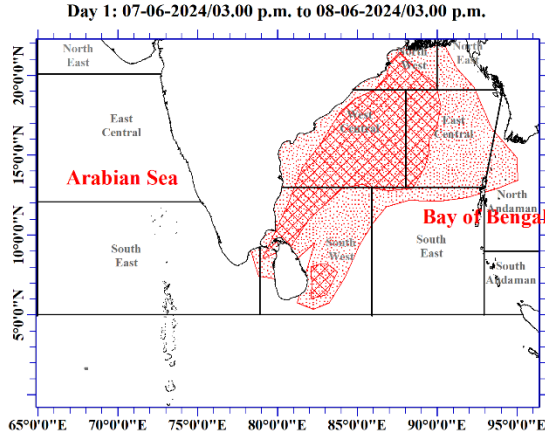 Day 1: 07-06-2024/03.00 p.m. to 08-06-2024/03.00 p.m.
North
East
North
West
North
East
East
Central
West
Central
East
Central
Arabian Sea
North
Andaman
Bay of Bengal
South
East
South
West
South
East
South
Andaman
20°0'0"N
15°0'0"N
10°0'0"N
5°0'0"N
65°0'0"E 70°0'0"E 75°0'0"E 80°0'0"E 85°0'0"E 90°0'0"E 95°0'0"E